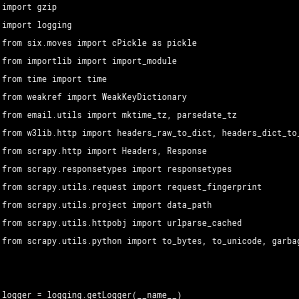 import gzip
import logging
from six.moves import cPickle as pickle
from importlib import import_module
from time import time
from weakref import WeakKeyDictionary
from email.utils import mktime_tz, parsedate_tz
from w3lib.http import headers_raw_to_dict, headers_dict_to_
from scrapy.http import Headers, Response
from scrapy.responsetypes import responsetypes
from scrapy.utils.request import request_fingerprint
from scrapy.utils.project import data_path
from scrapy.utils.httpobj import urlparse_cached
from scrapy.utils.python import to_bytes, to_unicode, garbag
logger = logging.getLogger(__name__)